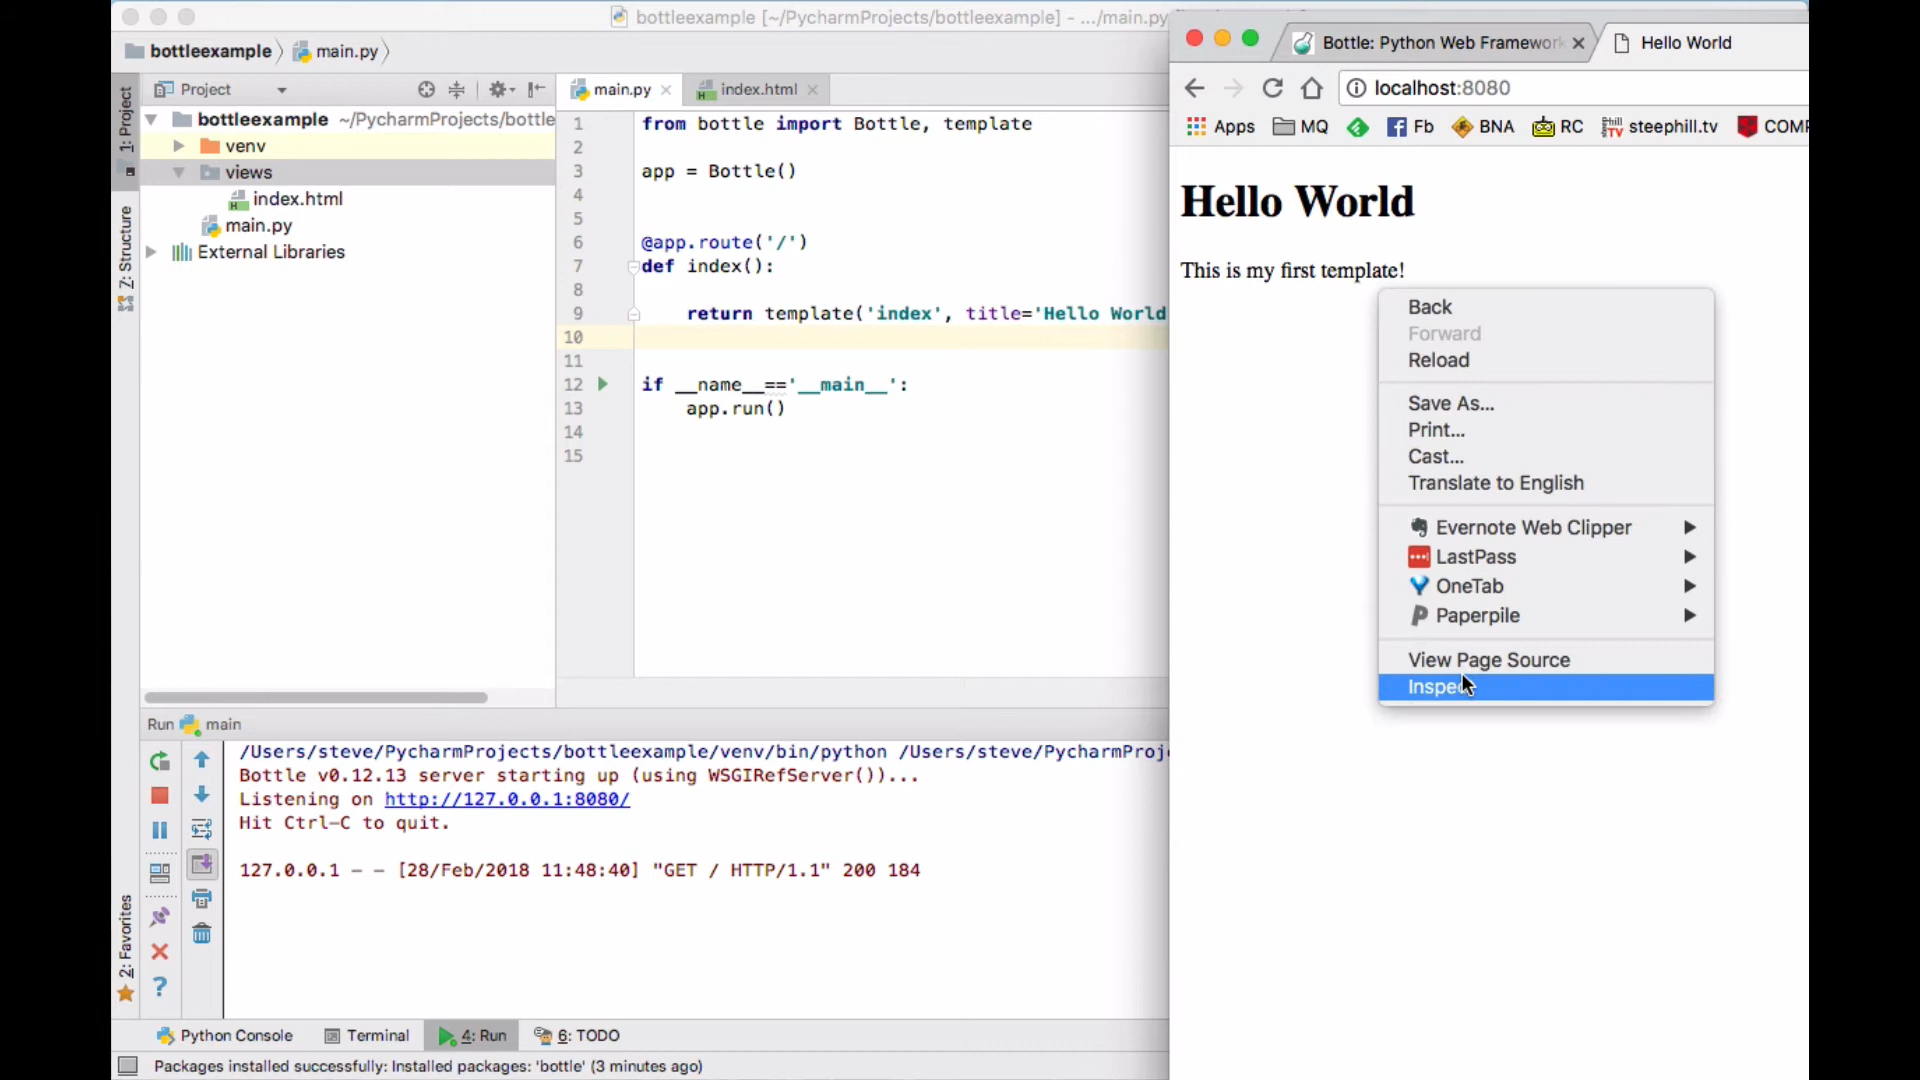 bottleexample [~/PycharmProjects/bottleexample] - .../main.py
bottleexample
main.py
1: Project
Z: Structure
2: Favorites
Project
bottleexample ~/PycharmProjects/bottle
venv
views
index.html
main.py
External Libraries
main.py
index.html
1 from bottle import Bottle, template
2
3 app = Bottle()
4
5
6 @app.route('/')
7 def index():
8
9 return template('index', title='Hello World
10
11
12 if __name__=='__main__':
13 app.run()
14
15
Run main
/Users/steve/PycharmProjects/bottleexample/venv/bin/python /Users/steve/PycharmProj
Bottle v0.12.13 server starting up (using WSGIRefServer())...
Listening on http://127.0.0.1:8080/
Hit Ctrl-C to quit.
127.0.0.1 - - [28/Feb/2018 11:48:40] "GET / HTTP/1.1" 200 184
Python Console
Terminal
4: Run
6: TODO
Packages installed successfully: Installed packages: 'bottle' (3 minutes ago)
Bottle: Python Web Framework
Hello World
localhost:8080
Apps
MQ
Fb
BNA
RC
steephill.tv
Hello World
This is my first template!
Back
Forward
Reload
Save As...
Print...
Cast...
Translate to English
Evernote Web Clipper
LastPass
OneTab
Paperpile
View Page Source
Inspect